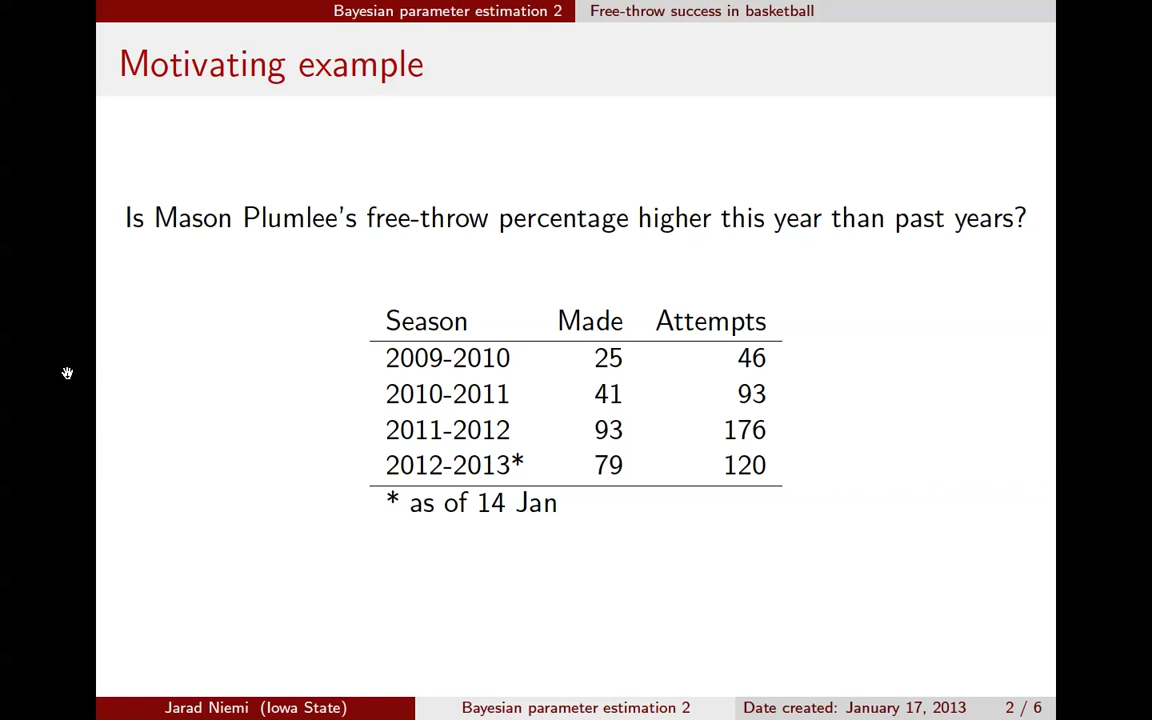 Bayesian parameter estimation 2 Free-throw success in basketball
Motivating example
Is Mason Plumlee's free-throw percentage higher this year than past years?
Season Made Attempts
2009-2010 25 46
2010-2011 41 93
2011-2012 93 176
2012-2013* 79 120
* as of 14 Jan
Jarad Niemi (Iowa State) Bayesian parameter estimation 2 Date created: January 17, 2013 2 / 6